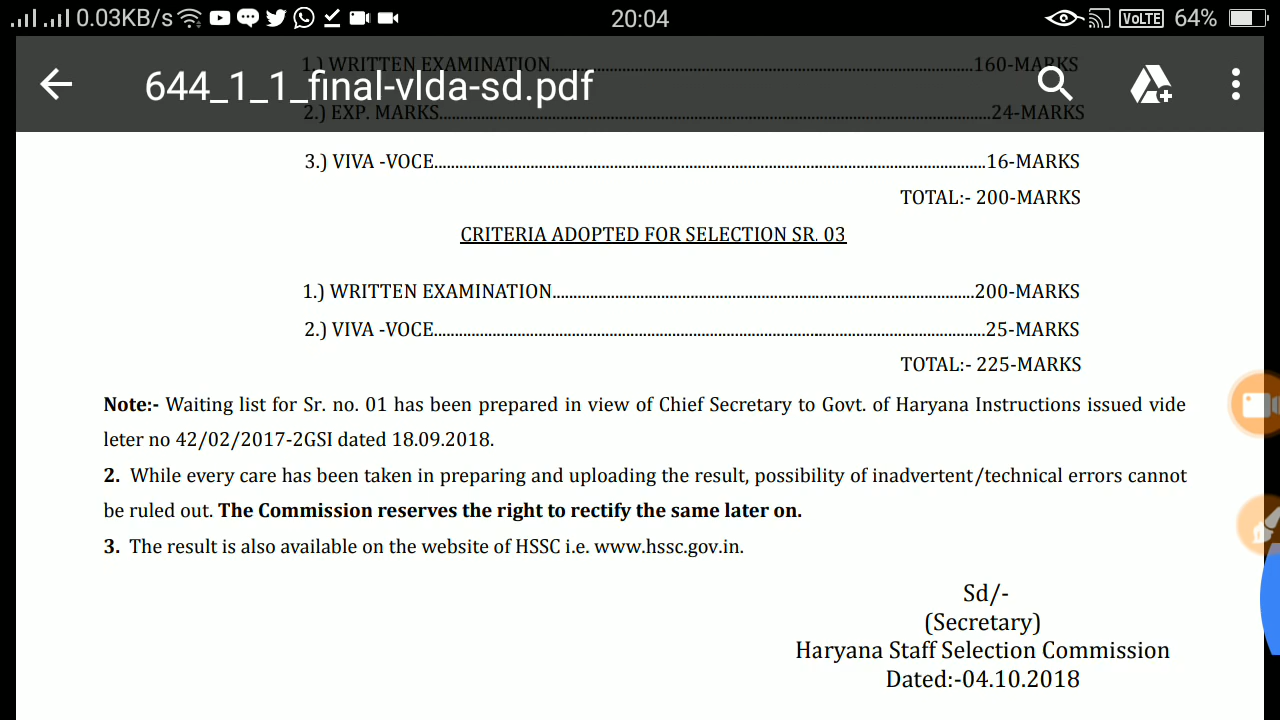 0.03KB/s 20:04 VoLTE 64%
644_1_1_final-vlda-sd.pdf
1.) WRITTEN EXAMINATION..........160-MARKS
2.) EXP. MARKS..........24-MARKS
3.) VIVA -VOCE..........16-MARKS
TOTAL:- 200-MARKS
CRITERIA ADOPTED FOR SELECTION SR. 03
1.) WRITTEN EXAMINATION..........200-MARKS
2.) VIVA -VOCE..........25-MARKS
TOTAL:- 225-MARKS
Note:- Waiting list for Sr. no. 01 has been prepared in view of Chief Secretary to Govt. of Haryana Instructions issued vide
leter no 42/02/2017-2GSI dated 18.09.2018.
2. While every care has been taken in preparing and uploading the result, possibility of inadvertent/technical errors cannot
be ruled out. The Commission reserves the right to rectify the same later on.
3. The result is also available on the website of HSSC i.e. www.hssc.gov.in.
Sd/-
(Secretary)
Haryana Staff Selection Commission
Dated:-04.10.2018